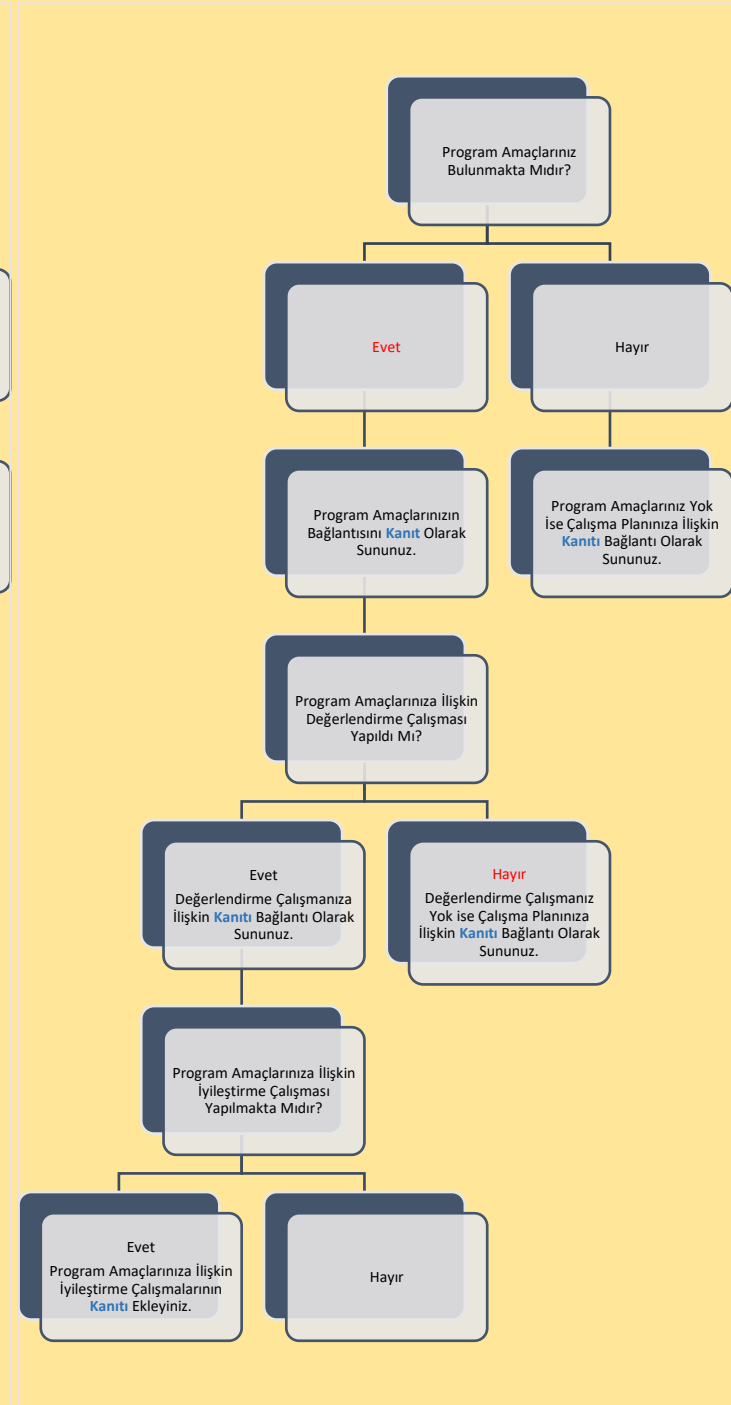 Program Amaçlarınız
Bulunmakta Mıdır?
Evet
Hayır
Program Amaçlarınızın
Bağlantısını Kanıt Olarak
Sununuz.
Program Amaçlarınız Yok
İse Çalışma Planınıza İlişkin
Kanıtı Bağlantı Olarak
Sununuz.
Program Amaçlarınıza İlişkin
Değerlendirme Çalışması
Yapıldı Mı?
Evet
Değerlendirme Çalışmanıza
İlişkin Kanıtı Bağlantı Olarak
Sununuz.
Hayır
Değerlendirme Çalışmanız
Yok ise Çalışma Planınıza
İlişkin Kanıtı Bağlantı Olarak
Sununuz.
Program Amaçlarınıza İlişkin
İyileştirme Çalışması
Yapılmakta Mıdır?
Evet
Program Amaçlarınıza İlişkin
İyileştirme Çalışmalarının
Kanıtı Ekleyiniz.
Hayır